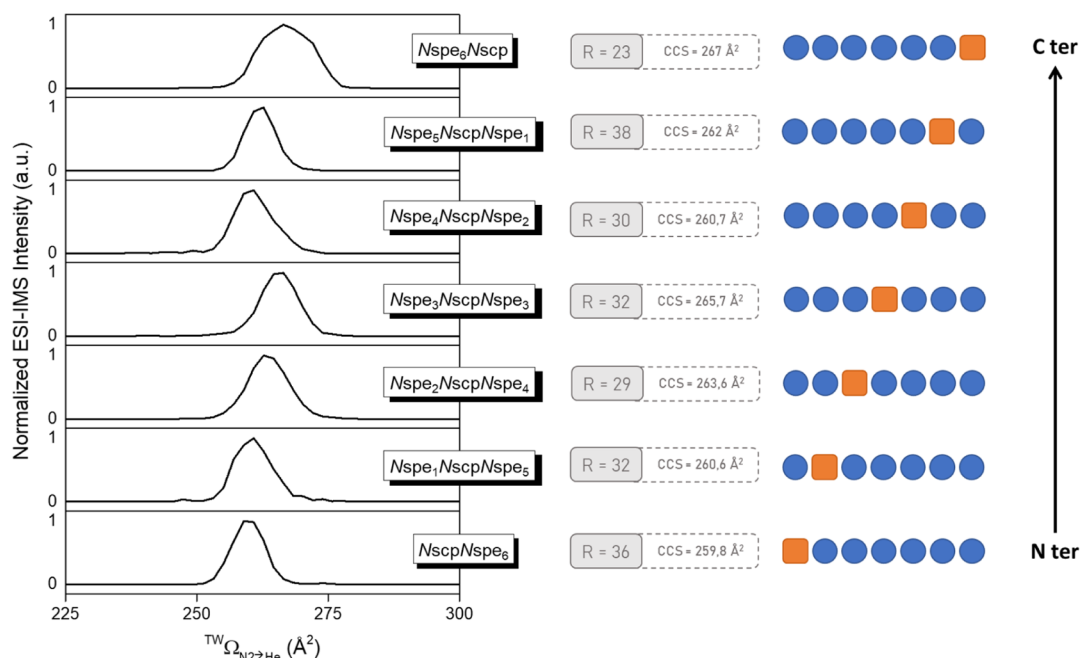 Normalized ESI-IMS Intensity (a.u.)
1
0
Nspe₆Nscp
R = 23
CCS = 267 Å²
C ter
1
0
Nspe₅NscpNspe₁
R = 38
CCS = 262 Å²
1
0
Nspe₄NscpNspe₂
R = 30
CCS = 260,7 Å²
1
0
Nspe₃NscpNspe₃
R = 32
CCS = 265,7 Å²
1
0
Nspe₂NscpNspe₄
R = 29
CCS = 263,6 Å²
1
0
Nspe₁NscpNspe₅
R = 32
CCS = 260,6 Å²
1
0
NscpNspe₆
R = 36
CCS = 259,8 Å²
N ter
225
250
275
300
ᵀᵂΩN2→He (Å²)